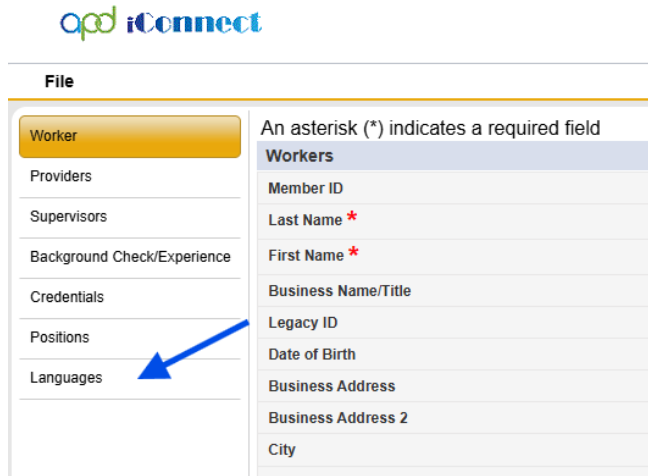 apd iConnect
File
Worker
Providers
Supervisors
Background Check/Experience
Credentials
Positions
Languages
An asterisk (*) indicates a required field
Workers
Member ID
Last Name *
First Name *
Business Name/Title
Legacy ID
Date of Birth
Business Address
Business Address 2
City